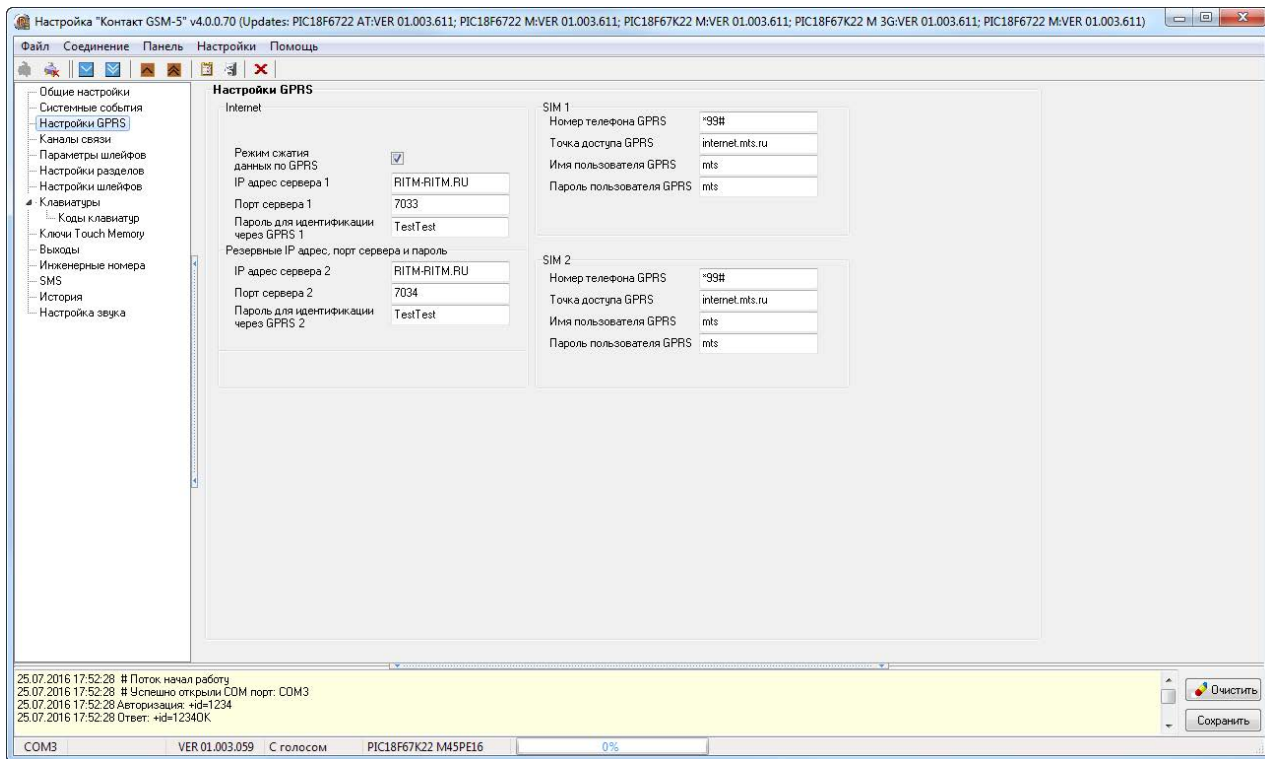 Настройка "Контакт GSM-5" v4.0.0.70 (Updates: PIC18F6722 AT:VER 01.003.611; PIC18F6722 M:VER 01.003.611; PIC18F67K22 M:VER 01.003.611; PIC18F67K22 M 3G:VER 01.003.611; PIC18F6722 M2:VER 01.003.611)
Файл Соединение Панель Настройки Помощь
Общие настройки
Системные события
Настройки GPRS
Каналы связи
Параметры шлейфов
Настройки разделов
Настройки шлейфов
Клавиатуры
Коды клавиатур
Ключи Touch Memory
Выходы
Инженерные номера
SMS
История
Настройка звука
Настройки GPRS
Internet
Режим сжатия
данных по GPRS
IP адрес сервера 1 RITM-RITM.RU
Порт сервера 1 7033
Пароль для идентификации
через GPRS 1 TestTest
Резервные IP адрес, порт сервера и пароль
IP адрес сервера 2 RITM-RITM.RU
Порт сервера 2 7034
Пароль для идентификации
через GPRS 2 TestTest
SIM 1
Номер телефона GPRS *99#
Точка доступа GPRS internet.mts.ru
Имя пользователя GPRS mts
Пароль пользователя GPRS mts
SIM 2
Номер телефона GPRS *99#
Точка доступа GPRS internet.mts.ru
Имя пользователя GPRS mts
Пароль пользователя GPRS mts
25.07.2016 17:52:28 # Поток начал работу
25.07.2016 17:52:28 # Успешно открыли COM порт: COM3
25.07.2016 17:52:28 Авторизация: +id=1234
25.07.2016 17:52:28 Ответ: +id=1234OK
Очистить
Сохранить
COM3 VER 01.003.059 С голосом PIC18F67K22 M45PE16 0%